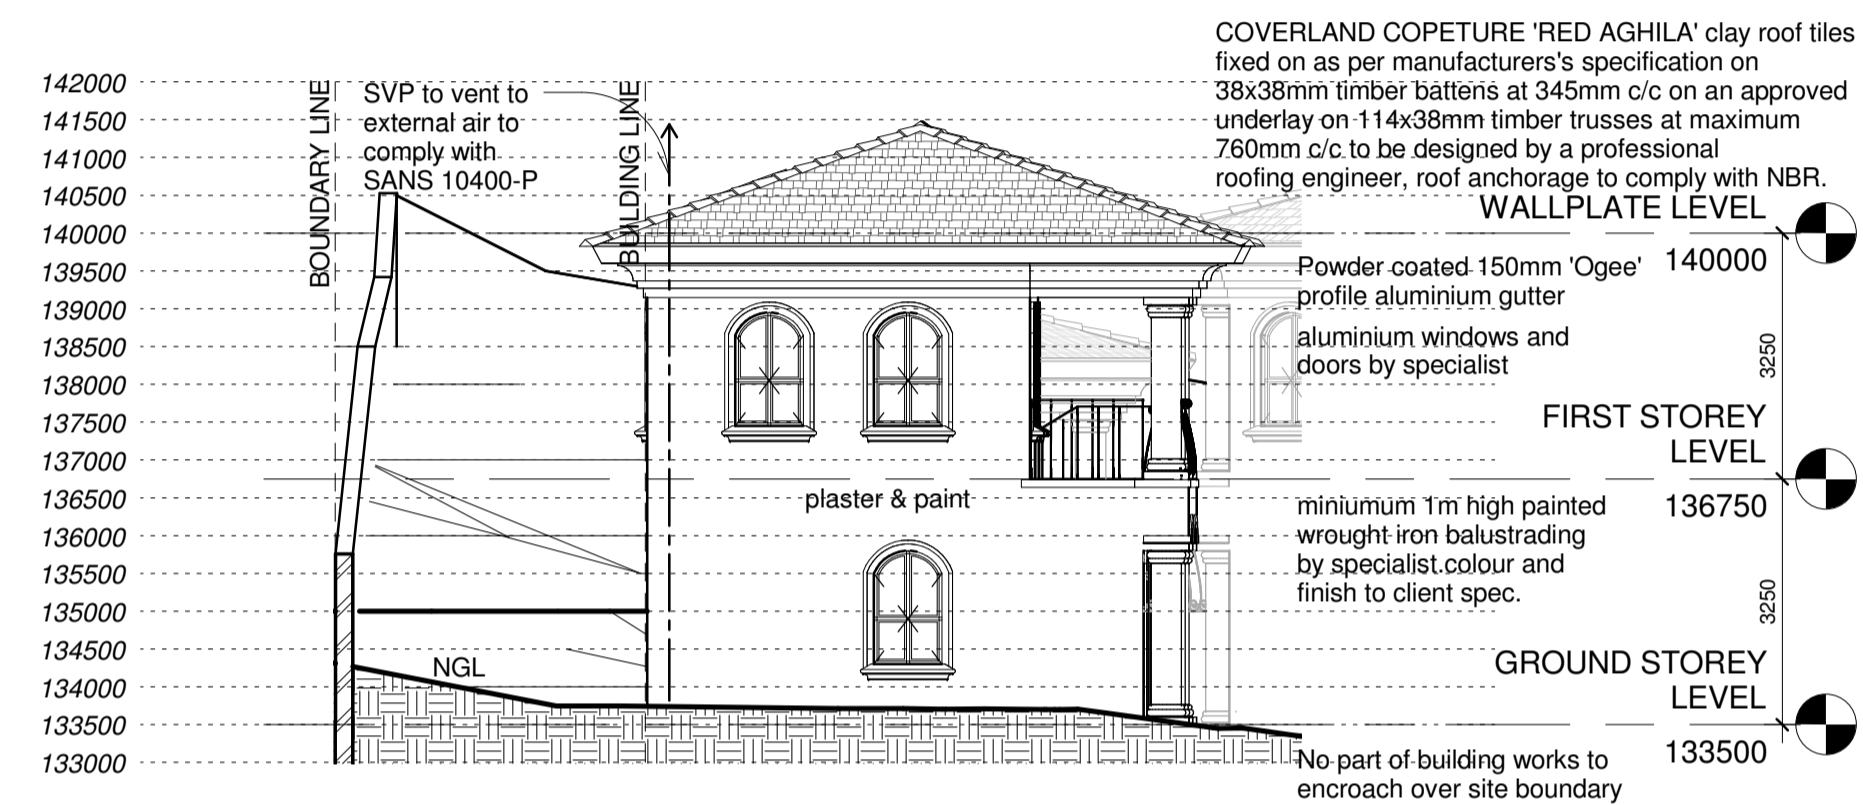 COVERLAND COPETURE 'RED AGHILA' clay roof tiles
fixed on as per manufacturers's specification on
38x38mm timber battens at 345mm c/c on an approved
underlay on 114x38mm timber trusses at maximum
760mm c/c to be designed by a professional
roofing engineer, roof anchorage to comply with NBR.
142000
141500
141000
140500
140000
139500
139000
138500
138000
137500
137000
136500
136000
135500
135000
134500
134000
133500
133000
BOUNDARY LINE
SVP to vent to
external air to
comply with
SANS 10400-P
BUILDING LINE
WALLPLATE LEVEL
140000
Powder coated 150mm 'Ogee'
profile aluminium gutter
aluminium windows and
doors by specialist
3250
FIRST STOREY
LEVEL
136750
plaster & paint
miniumum 1m high painted
wrought iron balustrading
by specialist.colour and
finish to client spec.
3250
NGL
GROUND STOREY
LEVEL
133500
No part of building works to
encroach over site boundary